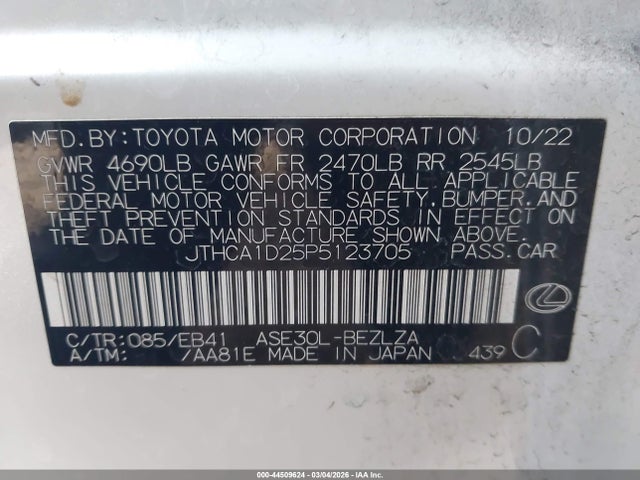 MFD.BY:TOYOTA MOTOR CORPORATION 10/22
GVWR 4690LB GAWR FR 2470LB RR 2545LB
THIS VEHICLE CONFORMS TO ALL APPLICABLE
FEDERAL MOTOR VEHICLE SAFETY,BUMPER,AND
THEFT PREVENTION STANDARDS IN EFFECT ON
THE DATE OF MANUFACTURE SHOWN ABOVE.
JTHCA1D25P5123705 PASS.CAR
C/TR:085/EB41 ASE30L-BEZLZA
A/TM: /AA81E MADE IN JAPAN 439 C
000-44509624 - 03/04/2026 - IAA Inc.